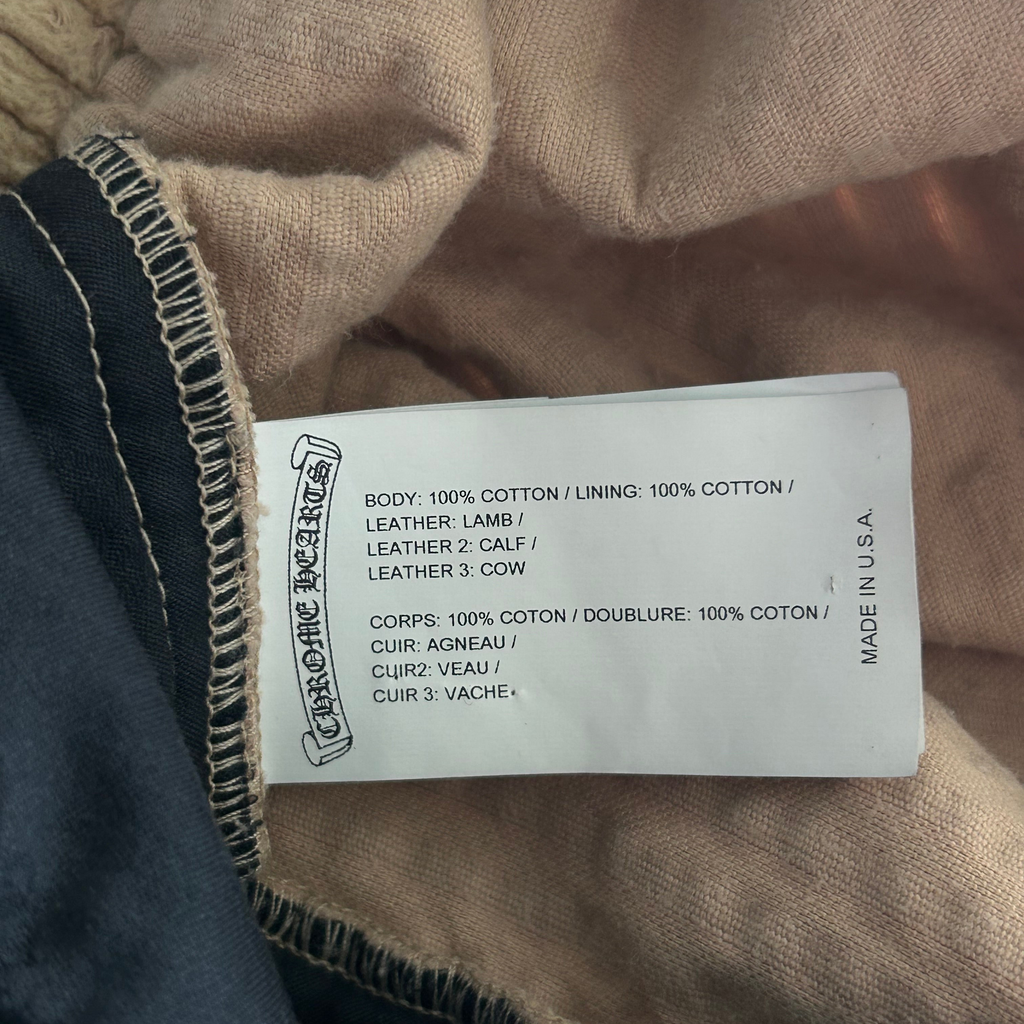 CHROME HEARTS
BODY: 100% COTTON / LINING: 100% COTTON /
LEATHER: LAMB /
LEATHER 2: CALF /
LEATHER 3: COW
CORPS: 100% COTON / DOUBLURE: 100% COTON /
CUIR: AGNEAU /
CUIR2: VEAU /
CUIR 3: VACHE
MADE IN U.S.A.